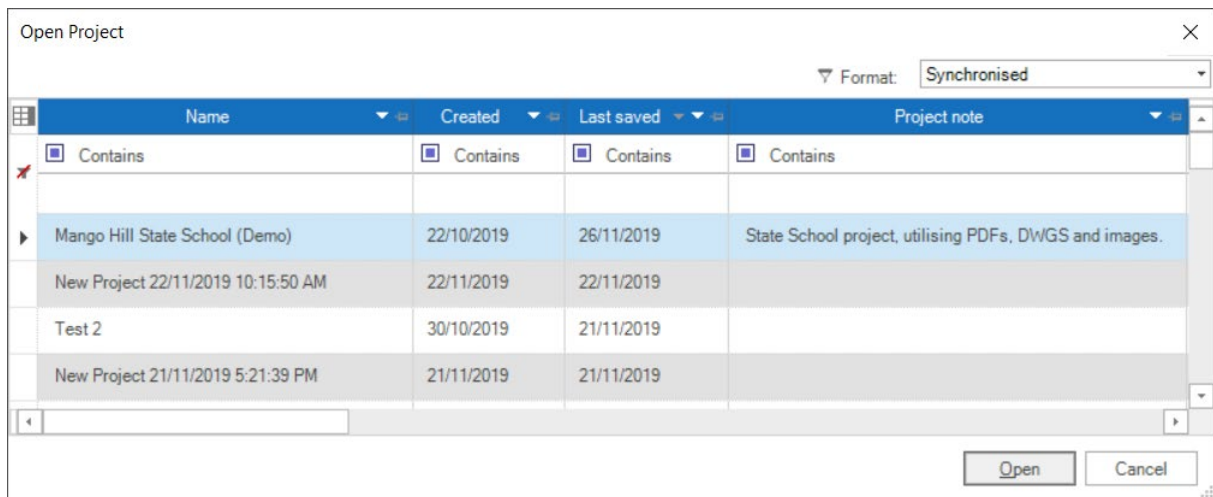 Open Project
Format: Synchronised
Name Created Last saved Project note
Contains Contains Contains Contains
Mango Hill State School (Demo) 22/10/2019 26/11/2019 State School project, utilising PDFs, DWGS and images.
New Project 22/11/2019 10:15:50 AM 22/11/2019 22/11/2019
Test 2 30/10/2019 21/11/2019
New Project 21/11/2019 5:21:39 PM 21/11/2019 21/11/2019
Open Cancel